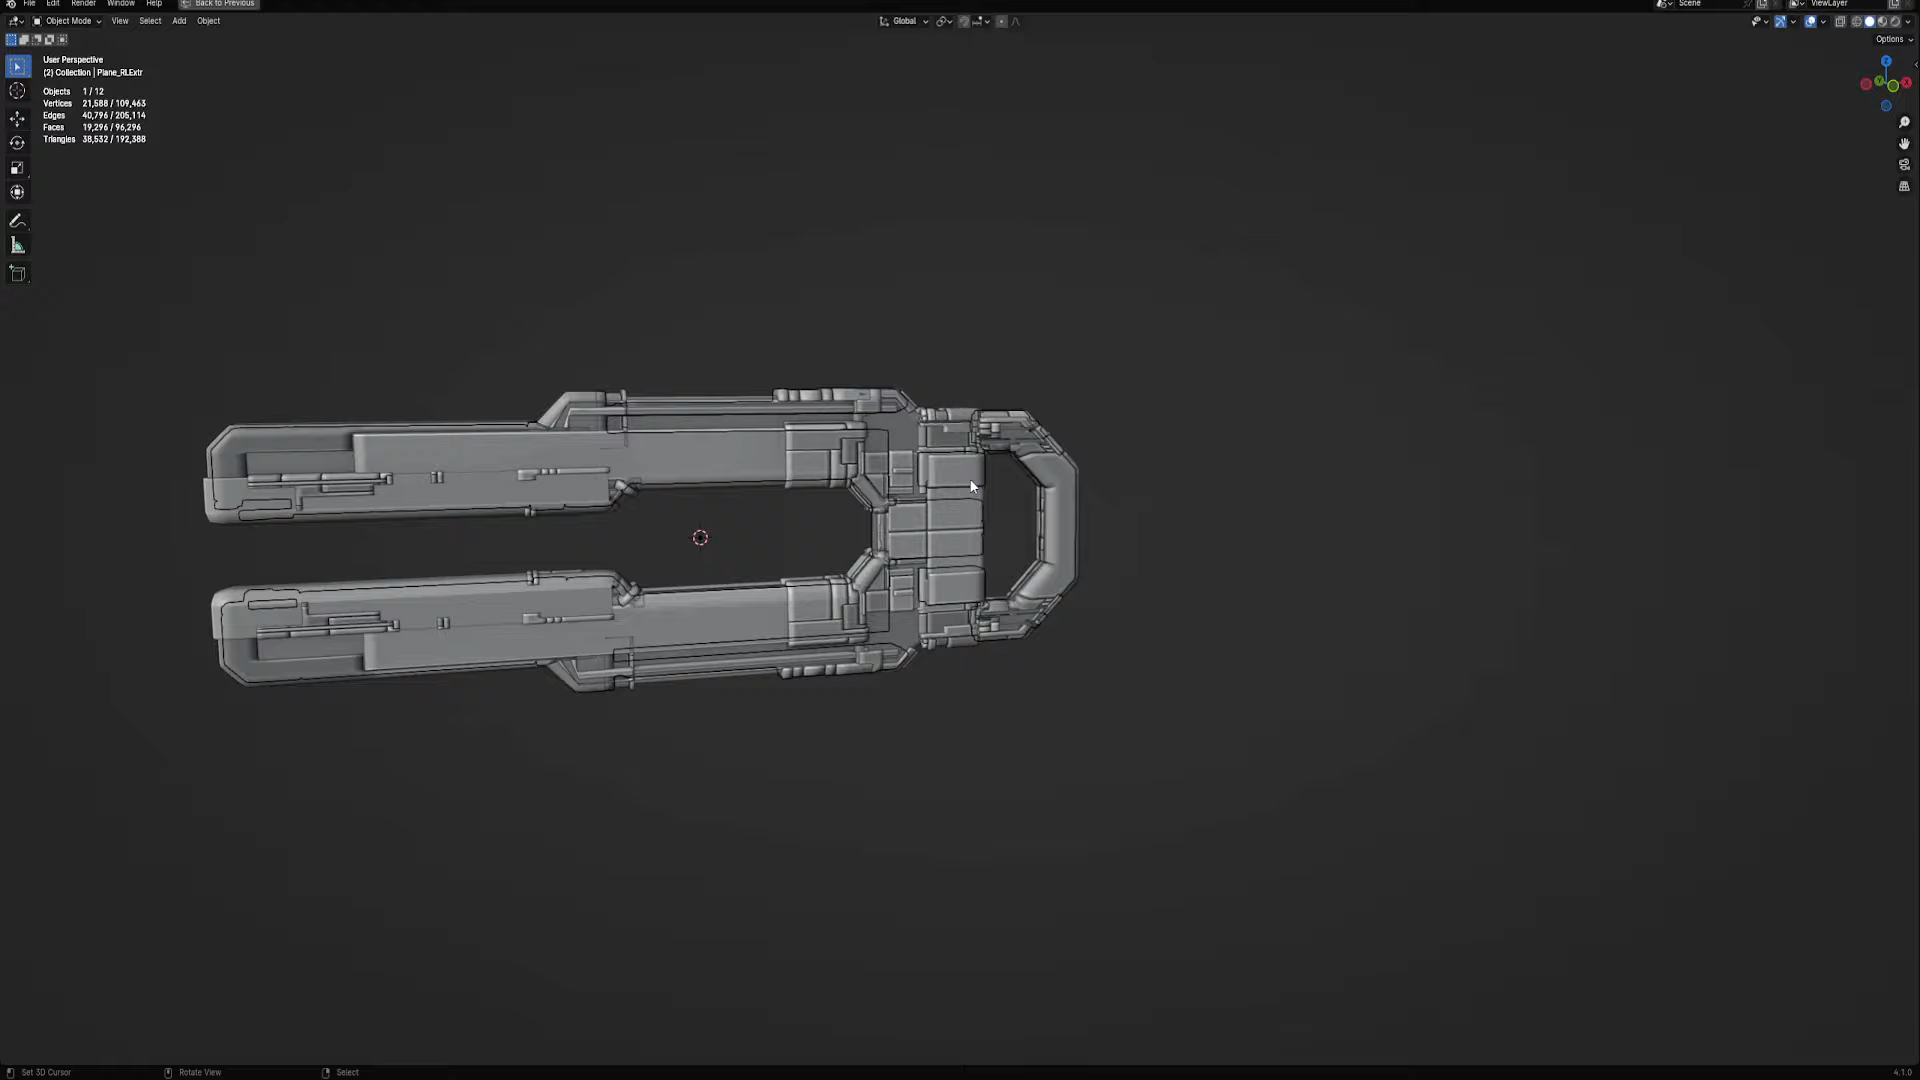 File Edit Render Window Help Back to Previous Scene ViewLayer
Object Mode View Select Add Object Global
Options
User Perspective
(2) Collection | Plane_RLExtr
Objects 1 / 12
Vertices 21,588 / 109,463
Edges 40,796 / 205,114
Faces 19,296 / 96,296
Triangles 38,532 / 192,388
Z
Y X
Set 3D Cursor Rotate View Select 4.1.0